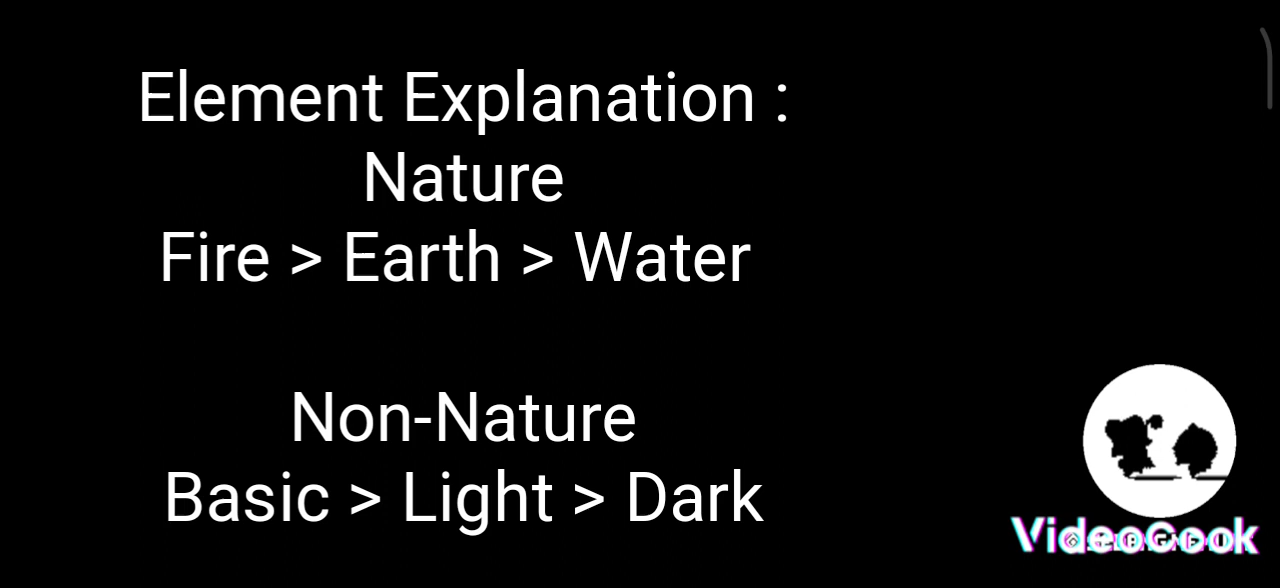 Element Explanation :
Nature
Fire > Earth > Water
Non-Nature
Basic > Light > Dark
VideoCook